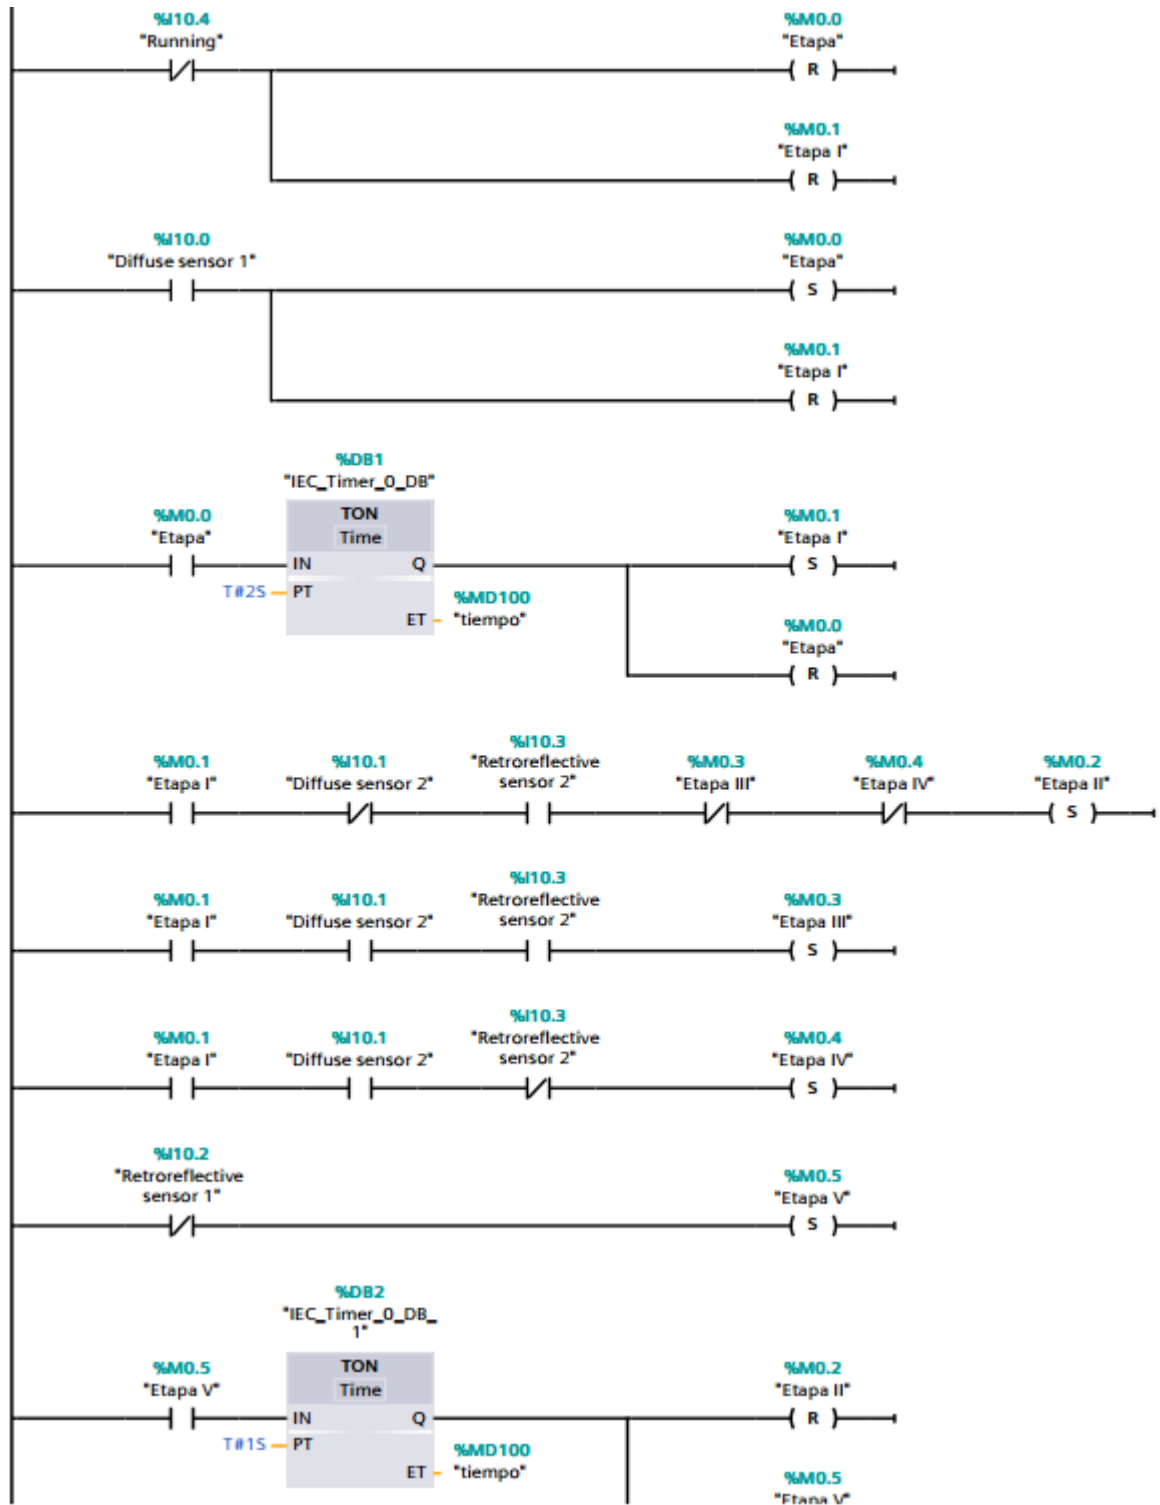 %I10.4
"Running"
%M0.0
"Etapa"
( R )
%M0.1
"Etapa I"
( R )
%I10.0
"Diffuse sensor 1"
%M0.0
"Etapa"
( S )
%M0.1
"Etapa I"
( R )
%DB1
"IEC_Timer_0_DB"
%M0.0
"Etapa"
TON
Time
IN
Q
T#2S
PT
ET
%MD100
"tiempo"
%M0.1
"Etapa I"
( S )
%M0.0
"Etapa"
( R )
%M0.1
"Etapa I"
%I10.1
"Diffuse sensor 2"
%I10.3
"Retroreflective
sensor 2"
%M0.3
"Etapa III"
%M0.4
"Etapa IV"
%M0.2
"Etapa II"
( S )
%M0.1
"Etapa I"
%I10.1
"Diffuse sensor 2"
%I10.3
"Retroreflective
sensor 2"
%M0.3
"Etapa III"
( S )
%M0.1
"Etapa I"
%I10.1
"Diffuse sensor 2"
%I10.3
"Retroreflective
sensor 2"
%M0.4
"Etapa IV"
( S )
%I10.2
"Retroreflective
sensor 1"
%M0.5
"Etapa V"
( S )
%DB2
"IEC_Timer_0_DB_
1"
%M0.5
"Etapa V"
TON
Time
IN
Q
T#1S
PT
ET
%MD100
"tiempo"
%M0.2
"Etapa II"
( R )
%M0.5
"Etapa V"